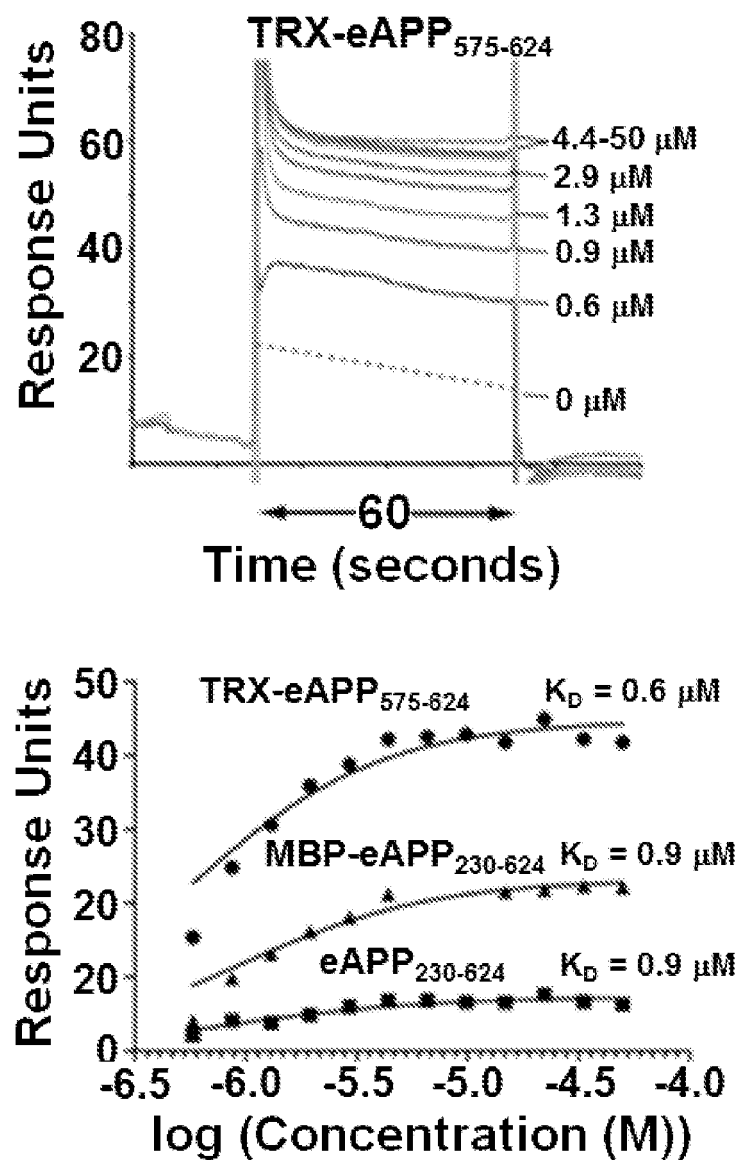 TRX-eAPP575-624
Response Units
80
60
40
20
4.4-50 µM
2.9 µM
1.3 µM
0.9 µM
0.6 µM
0 µM
60
Time (seconds)
Response Units
50
40
30
20
20
0
TRX-eAPP575-624 KD = 0.6 µM
MBP-eAPP230-624 KD = 0.9 µM
eAPP230-624 KD = 0.9 µM
-6.5 -6.0 -5.5 -5.0 -4.5 -4.0
log (Concentration (M))